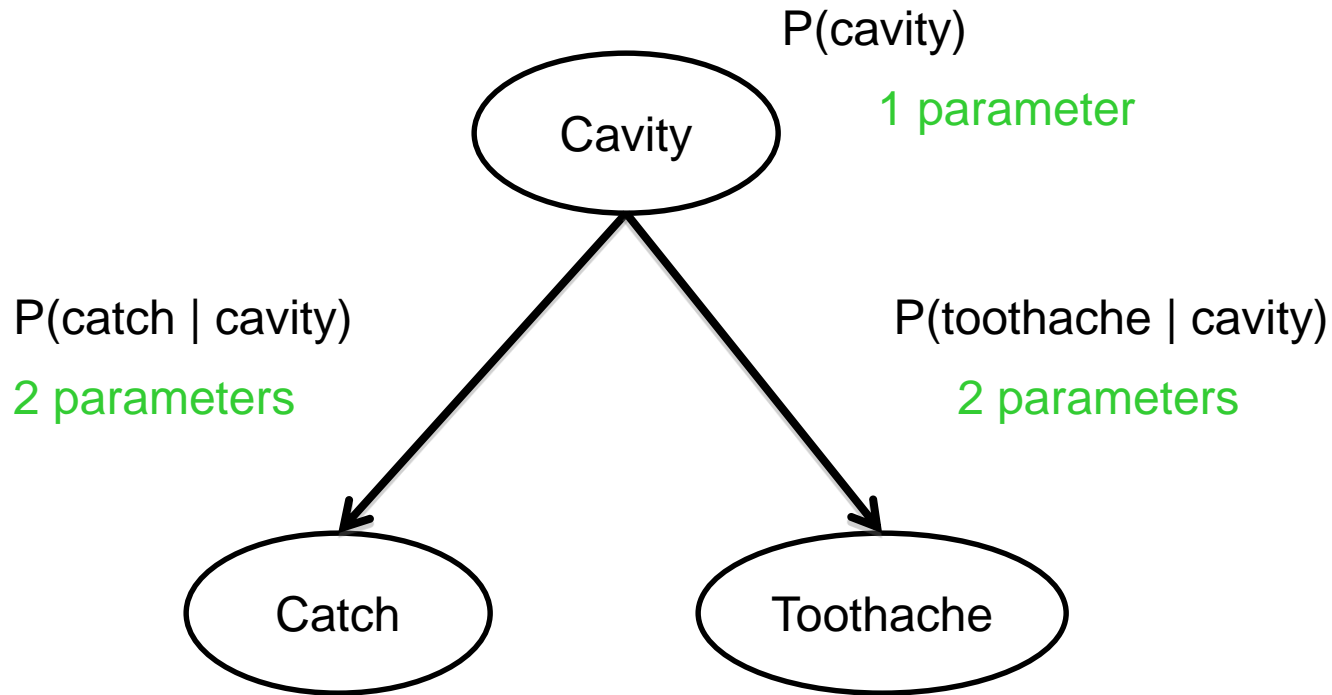 P(cavity)
1 parameter
Cavity
P(catch | cavity)
2 parameters
P(toothache | cavity)
2 parameters
Catch
Toothache